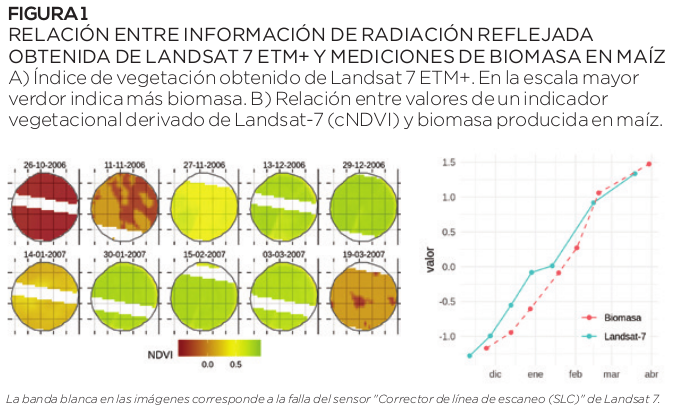 FIGURA 1
RELACIÓN ENTRE INFORMACIÓN DE RADIACIÓN REFLEJADA
OBTENIDA DE LANDSAT 7 ETM+ Y MEDICIONES DE BIOMASA EN MAÍZ
A) Índice de vegetación obtenido de Landsat 7 ETM+. En la escala mayor
verdor indica más biomasa. B) Relación entre valores de un indicador
vegetacional derivado de Landsat-7 (cNDVI) y biomasa producida en maíz.
26-10-2006 11-11-2006 27-11-2006 13-12-2006 29-12-2006
14-01-2007 30-01-2007 15-02-2007 03-03-2007 19-03-2007
NDVI
0.0 0.5
valor
1.5
1.0
0.5
0.0
-0.5
-1.0
Biomasa
Landsat-7
dic ene feb mar abr
La banda blanca en las imágenes corresponde a la falla del sensor "Corrector de línea de escaneo (SLC)" de Landsat 7.